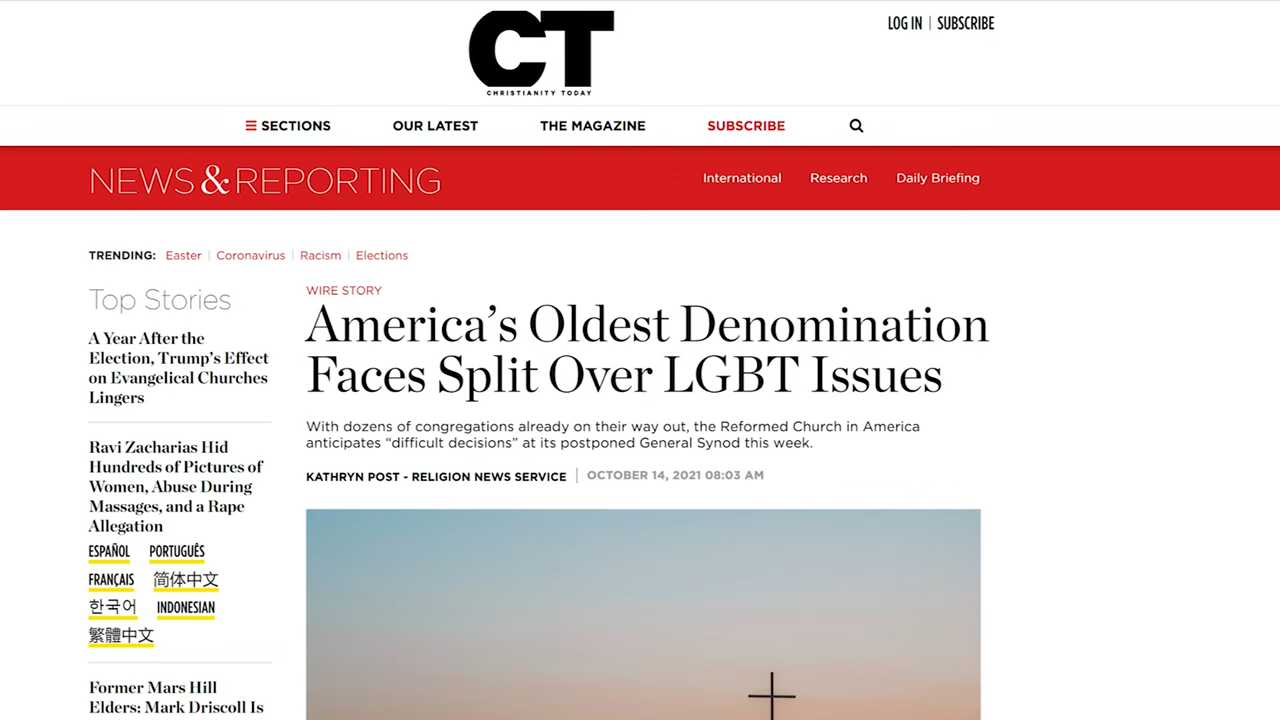 CT
CHRISTIANITY TODAY
LOG IN | SUBSCRIBE
SECTIONS
OUR LATEST
THE MAGAZINE
SUBSCRIBE
NEWS & REPORTING
International
Research
Daily Briefing
TRENDING: Easter | Coronavirus | Racism | Elections
Top Stories
A Year After the
Election, Trump's Effect
on Evangelical Churches
Lingers
Ravi Zacharias Hid
Hundreds of Pictures of
Women, Abuse During
Massages, and a Rape
Allegation
ESPAÑOL PORTUGUÊS
FRANÇAIS 简体中文
한국어 INDONESIAN
繁體中文
Former Mars Hill
Elders: Mark Driscoll Is
WIRE STORY
America's Oldest Denomination
Faces Split Over LGBT Issues
With dozens of congregations already on their way out, the Reformed Church in America
anticipates “difficult decisions” at its postponed General Synod this week.
KATHRYN POST - RELIGION NEWS SERVICE | OCTOBER 14, 2021 08:03 AM